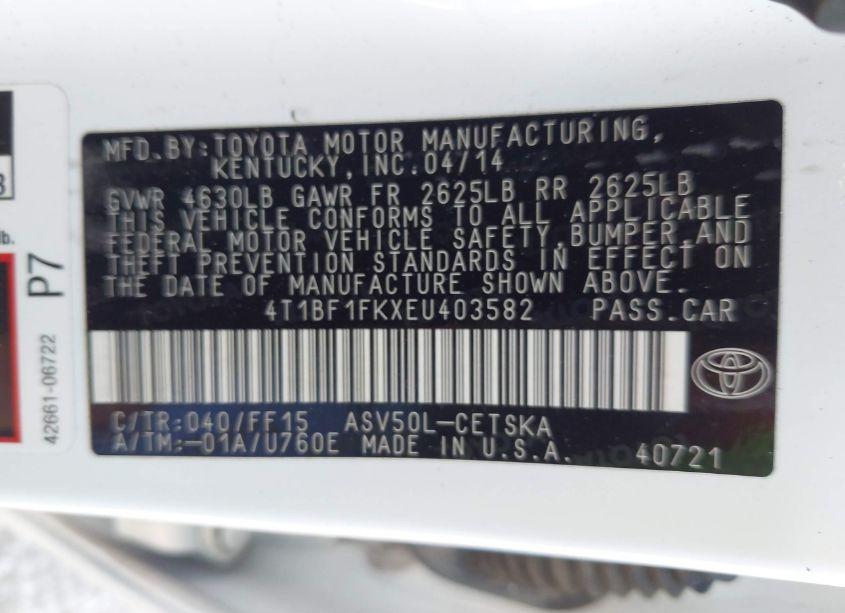 MFD.BY:TOYOTA MOTOR MANUFACTURING,
KENTUCKY,INC.04/14
GVWR 4630LB GAWR FR 2625LB RR 2625LB
THIS VEHICLE CONFORMS TO ALL APPLICABLE
FEDERAL MOTOR VEHICLE SAFETY,BUMPER AND
THEFT PREVENTION STANDARDS IN EFFECT ON
THE DATE OF MANUFACTURE SHOWN ABOVE.
4T1BF1FKXEU403582 PASS.CAR
C/TR:040/FF15 ASV50L-CETSKA
A/TM:-01A/U760E MADE IN U.S.A. 40721
lb.
P7
42661-06722